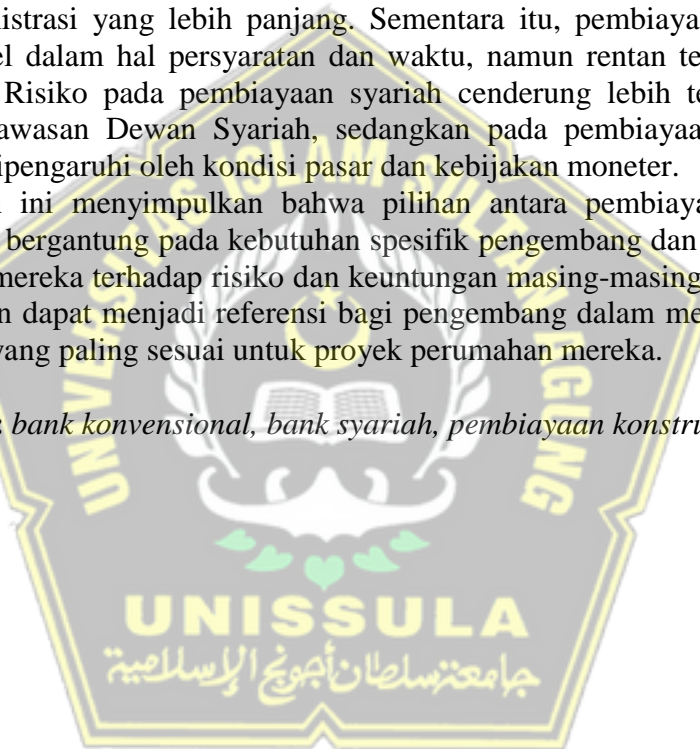 istrasi yang lebih panjang. Sementara itu, pembiaya
el dalam hal persyaratan dan waktu, namun rentan te
Risiko pada pembiayaan syariah cenderung lebih te
awasan Dewan Syariah, sedangkan pada pembiayaa
ipengaruhi oleh kondisi pasar dan kebijakan moneter.
ini menyimpulkan bahwa pilihan antara pembiaya
bergantung pada kebutuhan spesifik pengembang dan
mereka terhadap risiko dan keuntungan masing-masing
n dapat menjadi referensi bagi pengembang dalam me
yang paling sesuai untuk proyek perumahan mereka.
: bank konvensional, bank syariah, pembiayaan konstru
UNIVERSITAS ISLAM SULTAN AGUNG
UNISSULA
جامعة سلطان أجونج الإسلامية